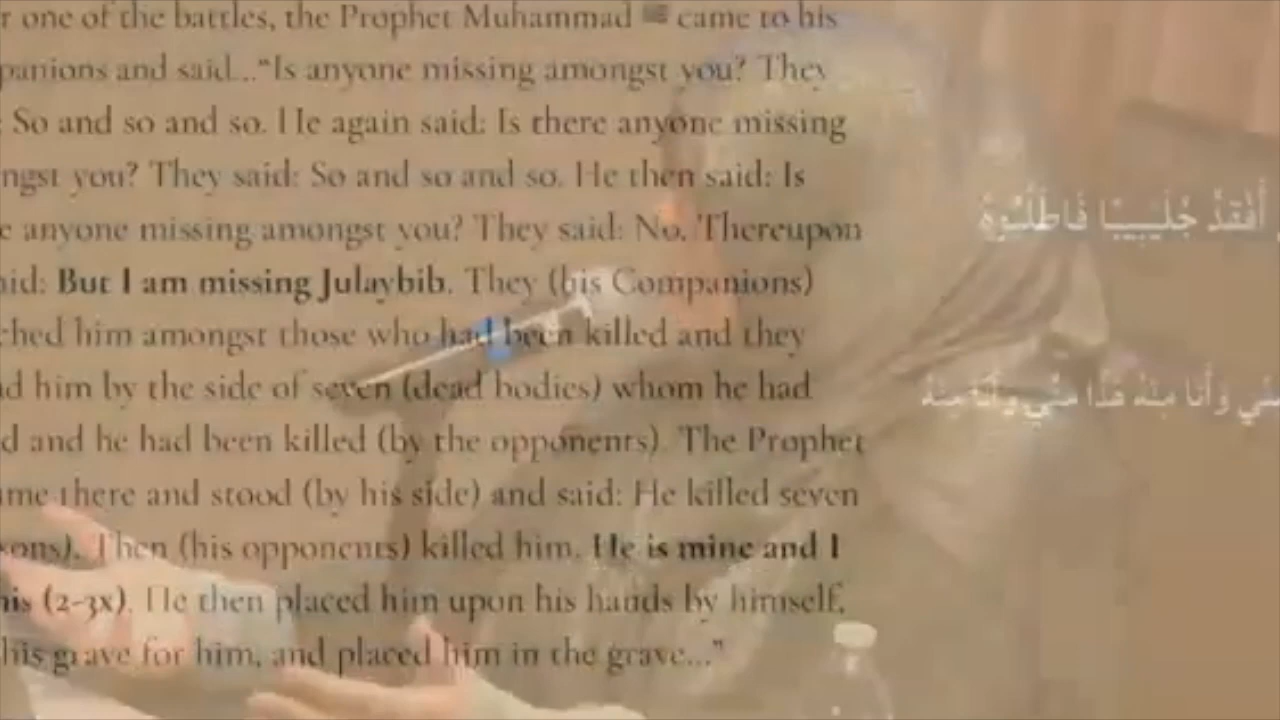 r one of the battles, the Prophet Muhammad ﷺ came to his
panions and said..."Is anyone missing amongst you? They
: So and so and so. He again said: Is there anyone missing
ngst you? They said: So and so and so. He then said: Is
e anyone missing amongst you? They said: No. Thereupon
aid: But I am missing Julaybib. They (his Companions)
ched him amongst those who had been killed and they
nd him by the side of seven (dead bodies) whom he had
d and he had been killed (by the opponents). The Prophet
ame there and stood (by his side) and said: He killed seven
sons). Then (his opponents) killed him. He is mine and I
his (2-3x). He then placed him upon his hands by himself,
his grave for him, and placed him in the grave..."
أَفْقِدُ جُلَيْبِيبًا فَاطْلُبُوهُ
مِنِّي وَأَنَا مِنْهُ هَذَا مِنِّي وَأَنَا مِنْهُ